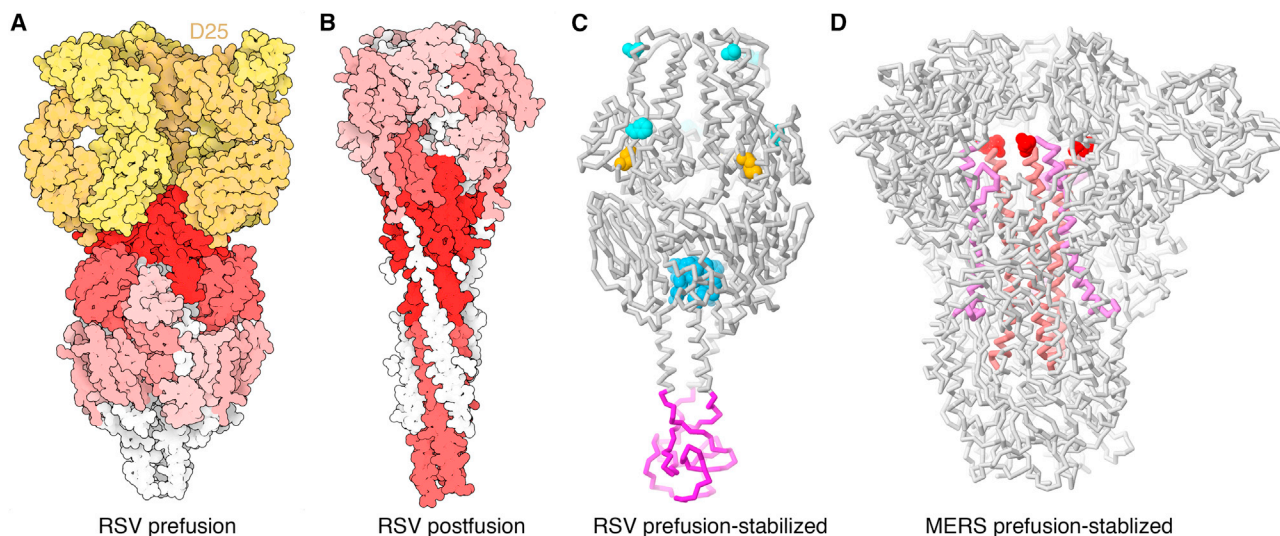 A
B
C
D
D25
RSV prefusion
RSV postfusion
RSV prefusion-stabilized
MERS prefusion-stablized